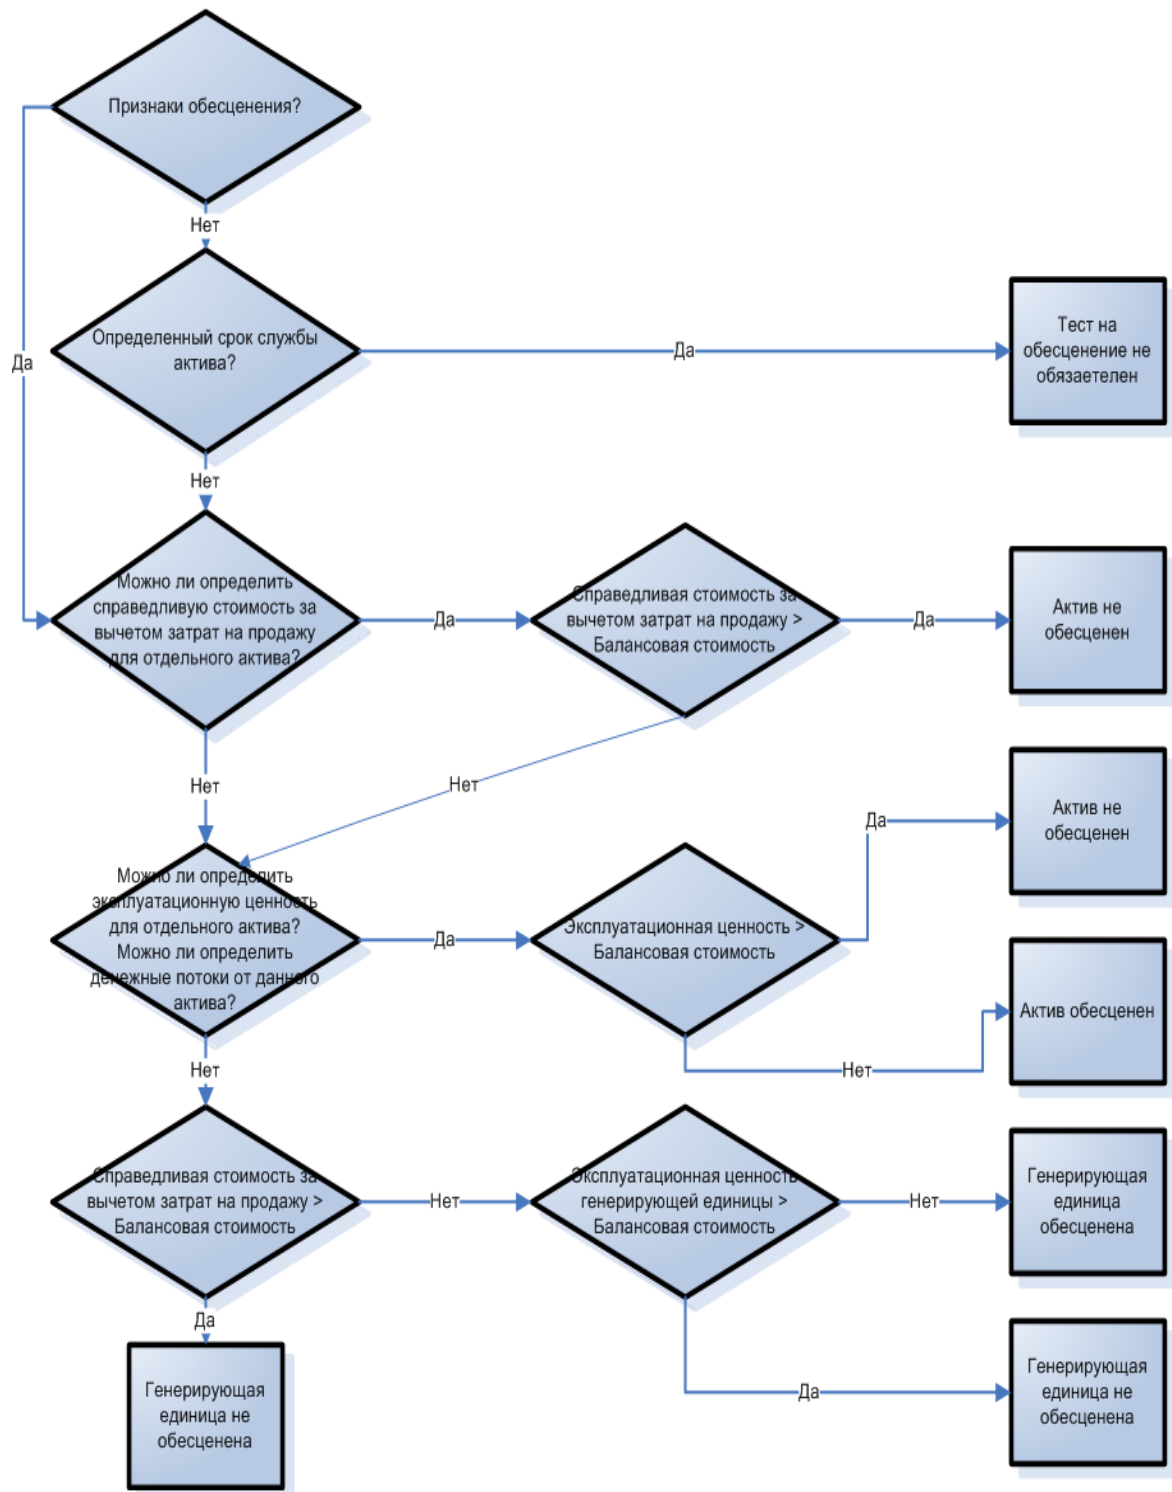 Признаки обесценения?
Нет
Определенный срок службы
актива?
Да
Да
Тест на
обесценение не
обязаетелен
Нет
Можно ли определить
справедливую стоимость за
вычетом затрат на продажу
для отдельного актива?
Да
Справедливая стоимость за
вычетом затрат на продажу >
Балансовая стоимость
Да
Актив не
обесценен
Нет
Нет
Можно ли определить
эксплуатационную ценность
для отдельного актива?
Можно ли определить
денежные потоки от данного
актива?
Да
Эксплуатационная ценность >
Балансовая стоимость
Да
Актив не
обесценен
Нет
Актив обесценен
Нет
Справедливая стоимость за
вычетом затрат на продажу >
Балансовая стоимость
Нет
Эксплуатационная ценность
генерирующей единицы >
Балансовая стоимость
Нет
Генерирующая
единица
обесценена
Да
Генерирующая
единица не
обесценена
Да
Генерирующая
единица не
обесценена